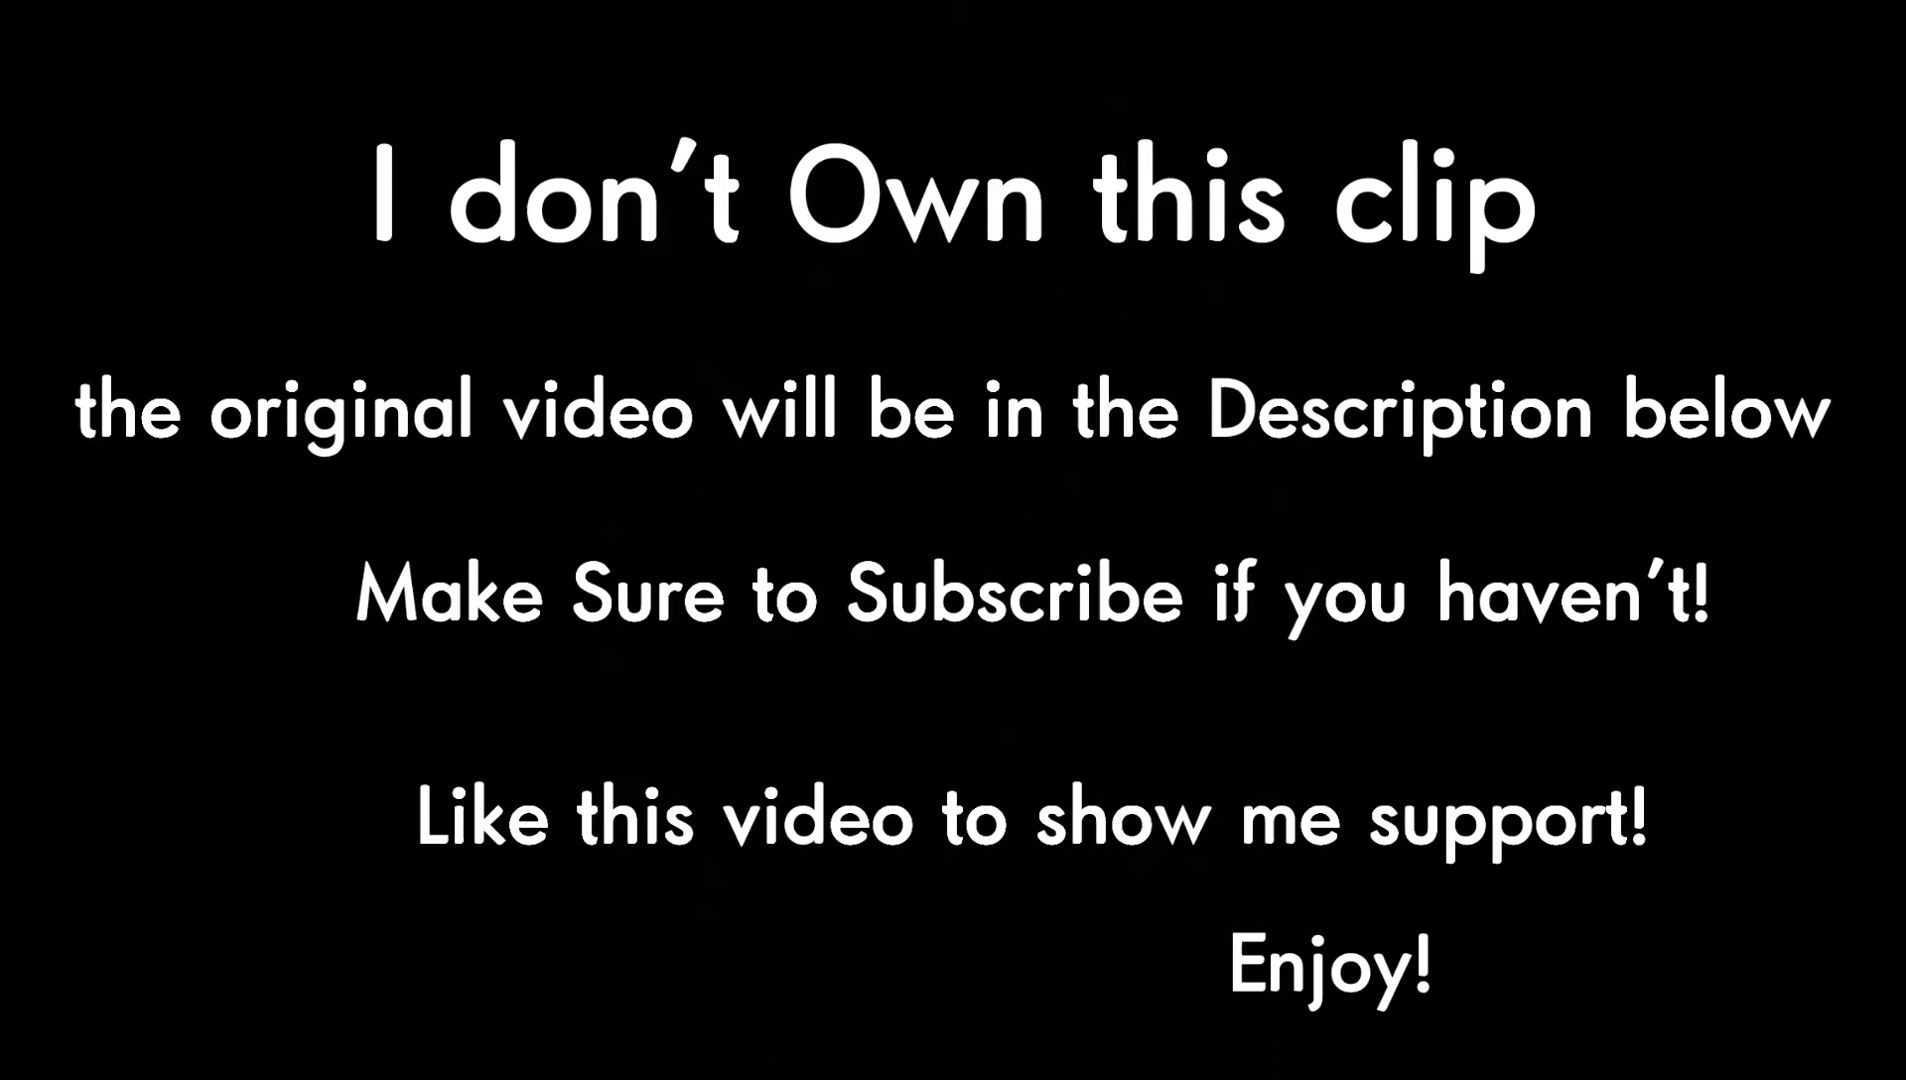 I don't Own this clip
the original video will be in the Description below
Make Sure to Subscribe if you haven't!
Like this video to show me support!
Enjoy!